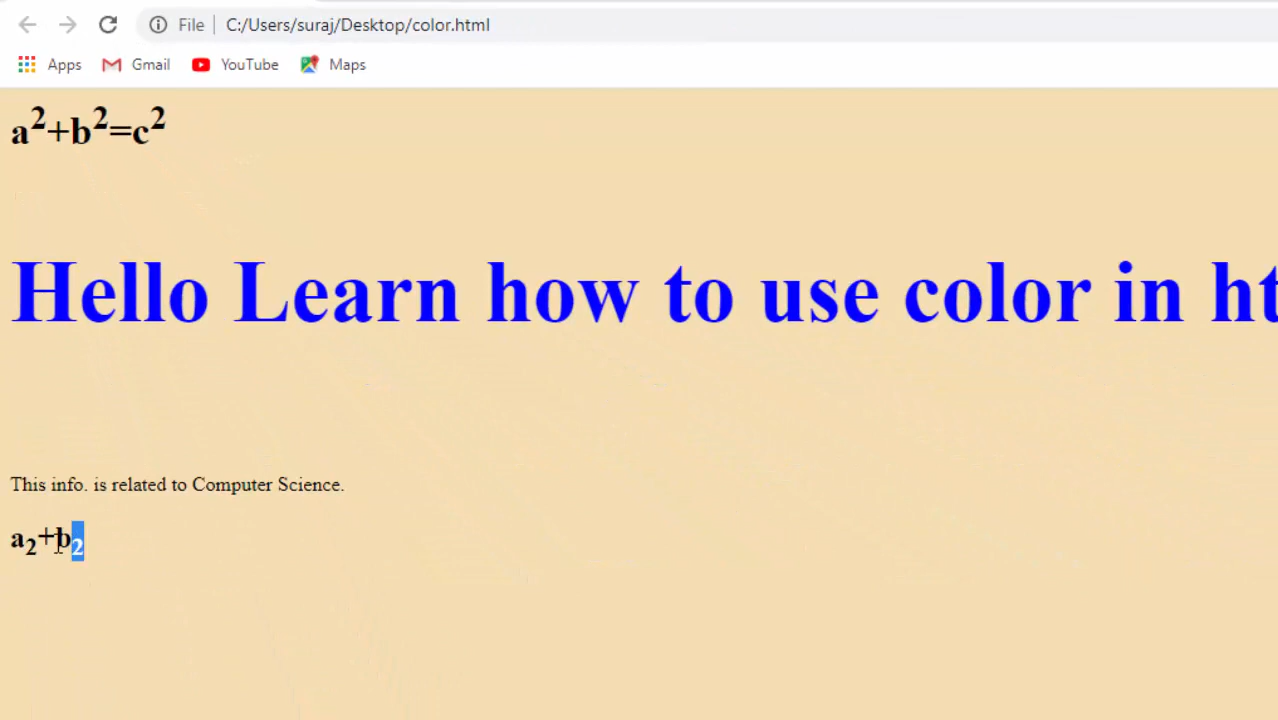 File C:/Users/suraj/Desktop/color.html
Apps Gmail YouTube Maps
a²+b²=c²
Hello Learn how to use color in ht
This info. is related to Computer Science.
a₂+b₂